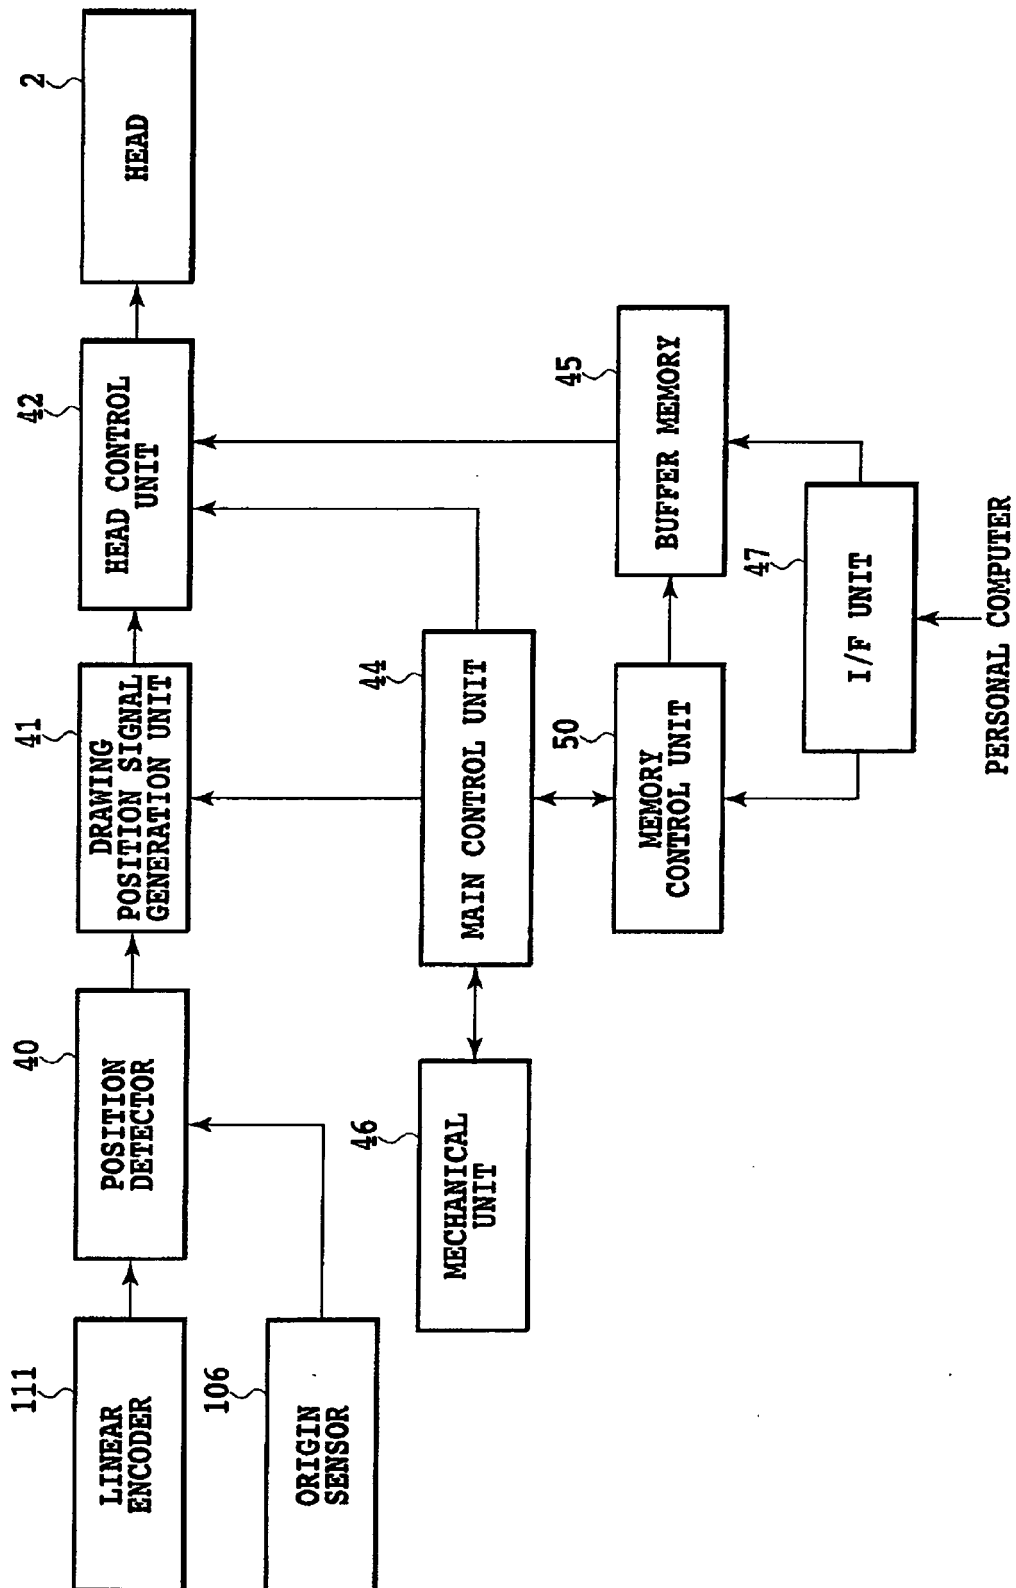 111
LINEAR
ENCODER
40
POSITION
DETECTOR
41
DRAWING
POSITION SIGNAL
GENERATION UNIT
42
HEAD CONTROL
UNIT
2
HEAD
106
ORIGIN
SENSOR
46
MECHANICAL
UNIT
44
MAIN CONTROL UNIT
50
MEMORY
CONTROL UNIT
45
BUFFER MEMORY
47
I/F UNIT
PERSONAL COMPUTER